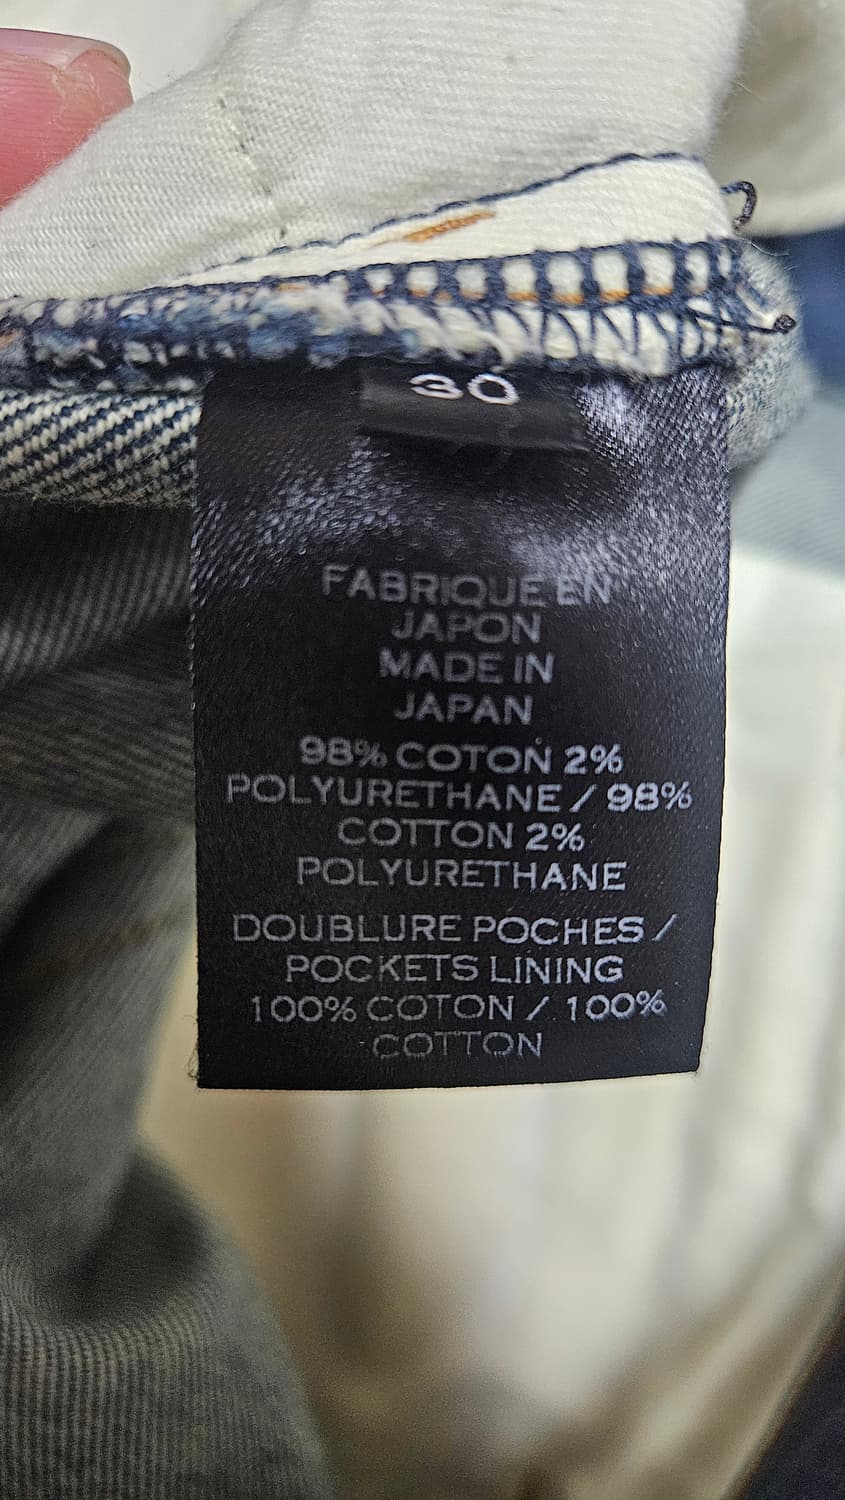 30
FABRIQUE EN
JAPON
MADE IN
JAPAN
98% COTON 2%
POLYURETHANE / 98%
COTTON 2%
POLYURETHANE
DOUBLURE POCHES /
POCKETS LINING
100% COTON / 100%
COTTON